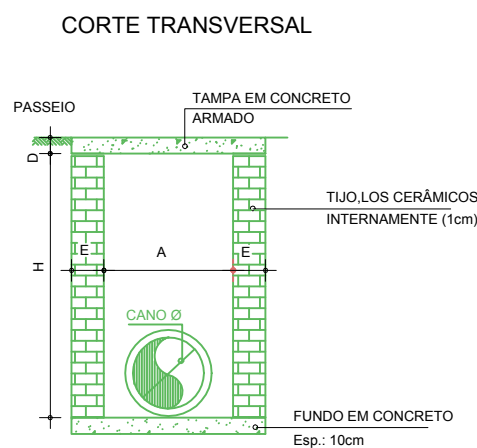 CORTE TRANSVERSAL
PASSEIO
TAMPA EM CONCRETO
ARMADO
D
TIJO,LOS CERÂMICOS
INTERNAMENTE (1cm)
E
A
E
H
CANO Ø
FUNDO EM CONCRETO
Esp.: 10cm